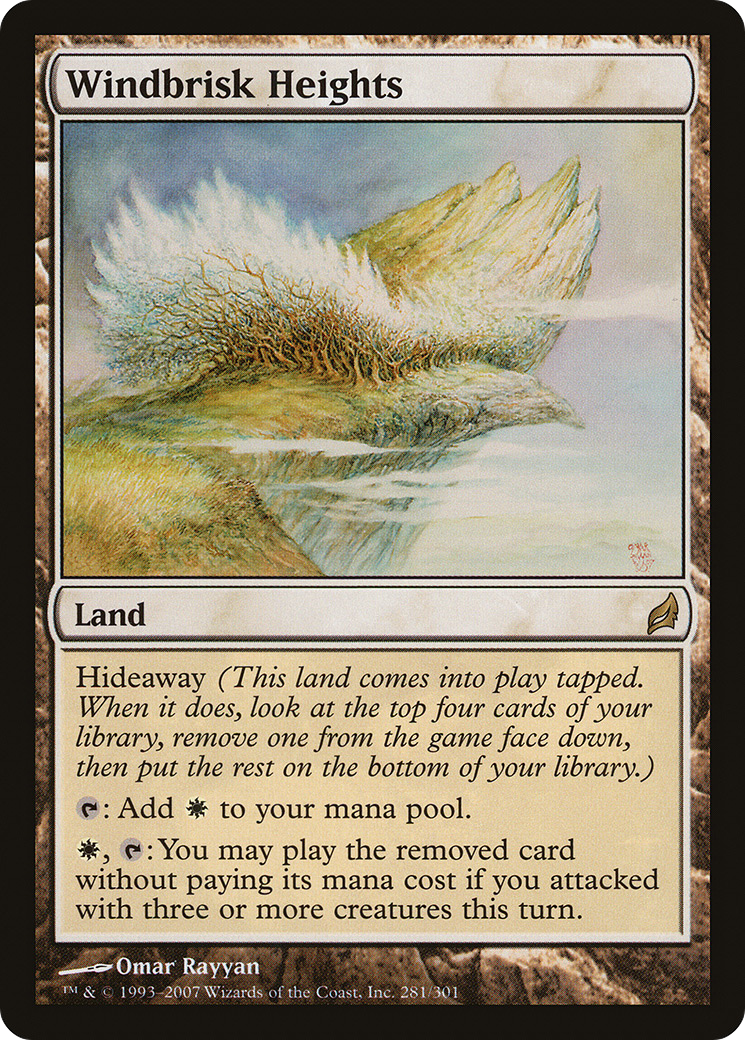 Windbrisk Heights
Land
Hideaway (This land comes into play tapped.
When it does, look at the top four cards of your
library, remove one from the game face down,
then put the rest on the bottom of your library.)
: Add to your mana pool.
, : You may play the removed card
without paying its mana cost if you attacked
with three or more creatures this turn.
Omar Rayyan
™ & © 1993–2007 Wizards of the Coast, Inc. 281/301